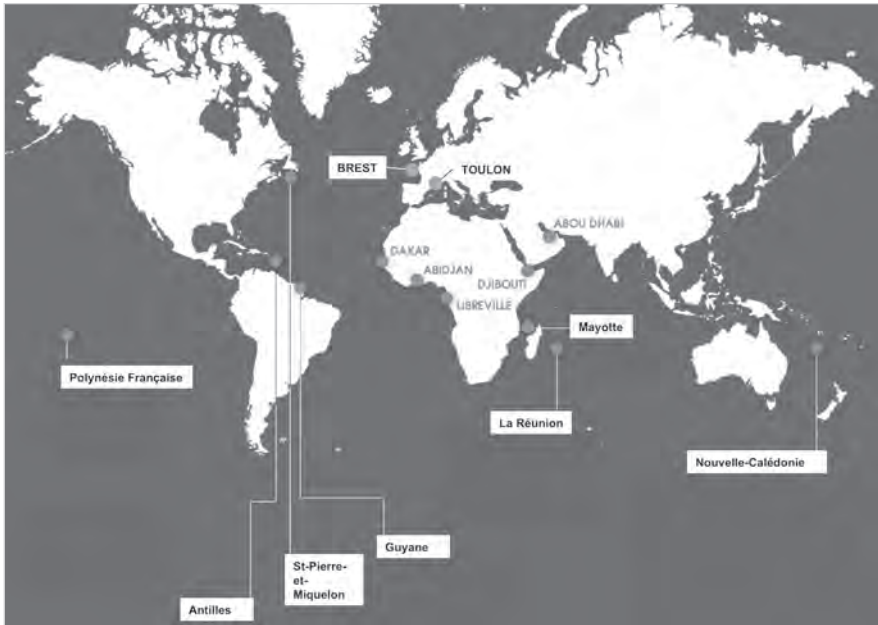 BREST
TOULON
ABOU DHABI
DAKAR
ABIDJAN
DJIBOUTI
LIBREVILLE
Mayotte
Polynésie Française
La Réunion
Nouvelle-Calédonie
Guyane
St-Pierre-
et-
Miquelon
Antilles